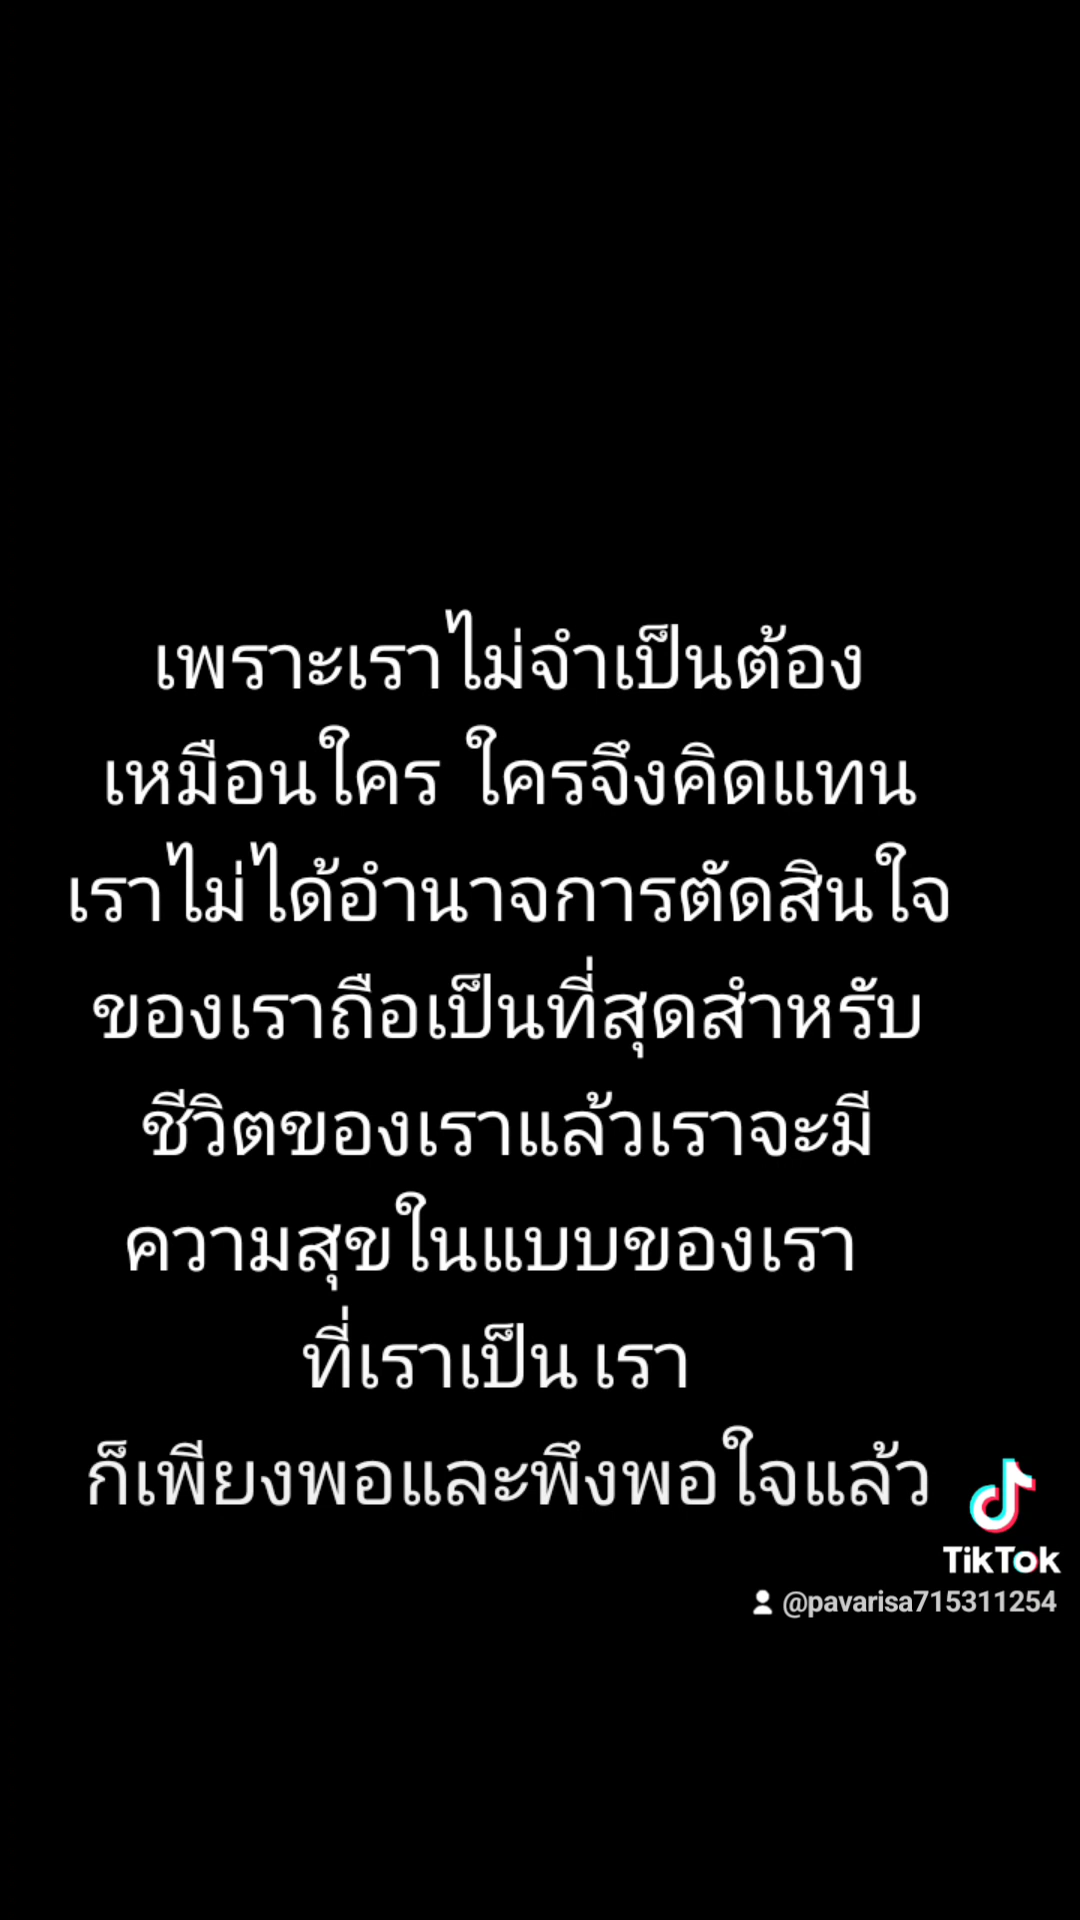 เพราะเราไม่จำเป็นต้อง
เหมือนใคร ใครจึงคิดแทน
เราไม่ได้อำนาจการตัดสินใจ
ของเราถือเป็นที่สุดสำหรับ
ชีวิตของเราแล้วเราจะมี
ความสุขในแบบของเรา
ที่เราเป็น เรา
ก็เพียงพอและพึงพอใจแล้ว
TikTok
@pavarisa715311254